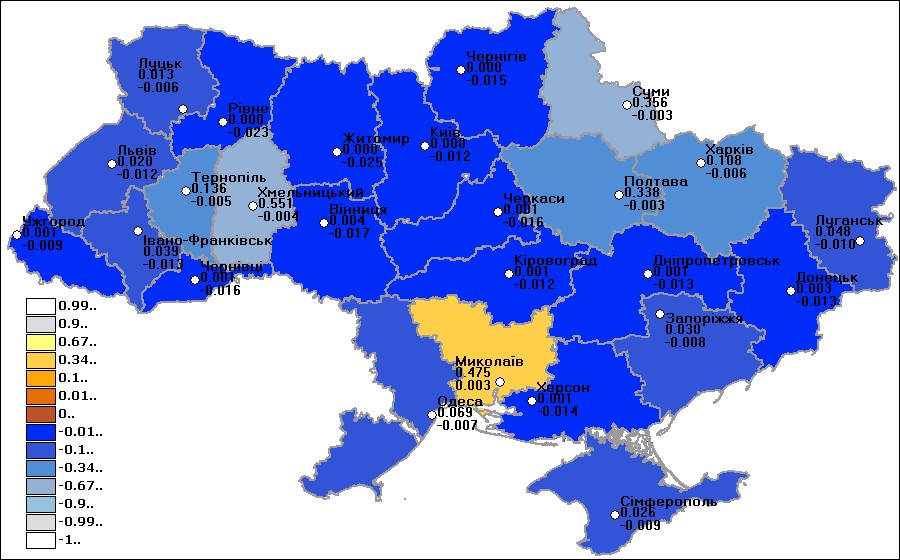 Чернігів
0.000
-0.015
Луцьк
0.013
-0.006
Суми
0.356
-0.003
Рівне
0.000
-0.023
Житомир
0.000
-0.025
Київ
0.000
-0.012
Харків
0.108
-0.006
Львів
0.020
-0.012
Тернопіль
0.136
-0.005
Хмельницький
0.551
-0.004
Вінниця
0.004
-0.017
Черкаси
0.001
-0.016
Полтава
0.338
-0.003
Ужгород
0.001
-0.009
Івано-Франківськ
0.039
-0.013
Чернівці
0.001
-0.016
Луганськ
0.048
-0.010
Кіровоград
0.001
-0.012
Дніпропетровськ
0.001
-0.013
Донецьк
0.003
-0.013
Запоріжжя
0.030
-0.008
Миколаїв
0.475
0.003
Херсон
0.001
-0.014
Одеса
0.069
-0.007
Сімферополь
0.026
-0.009
0.99..
0.9..
0.67..
0.34..
0.1..
0.01..
0..
-0.01..
-0.1..
-0.34..
-0.67..
-0.9..
-0.99..
-1..